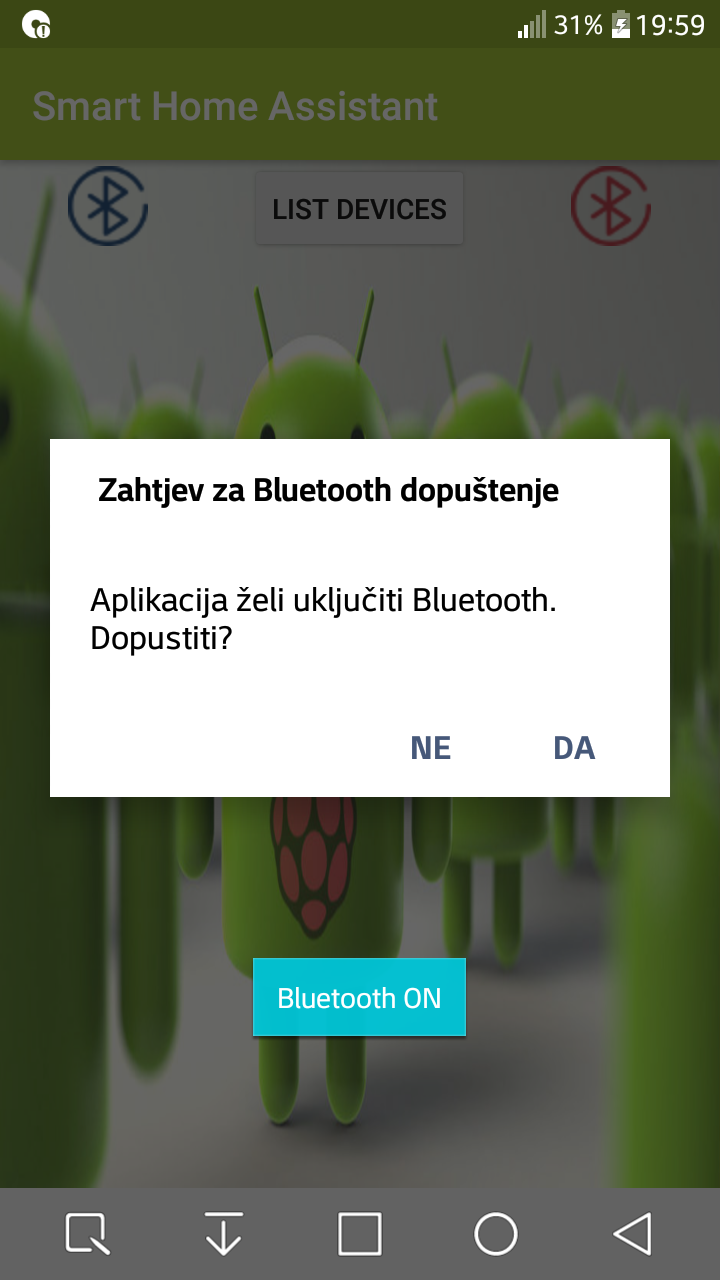 31% 19:59
Smart Home Assistant
LIST DEVICES
Zahtjev za Bluetooth dopuštenje
Aplikacija želi uključiti Bluetooth.
Dopustiti?
NE DA
Bluetooth ON